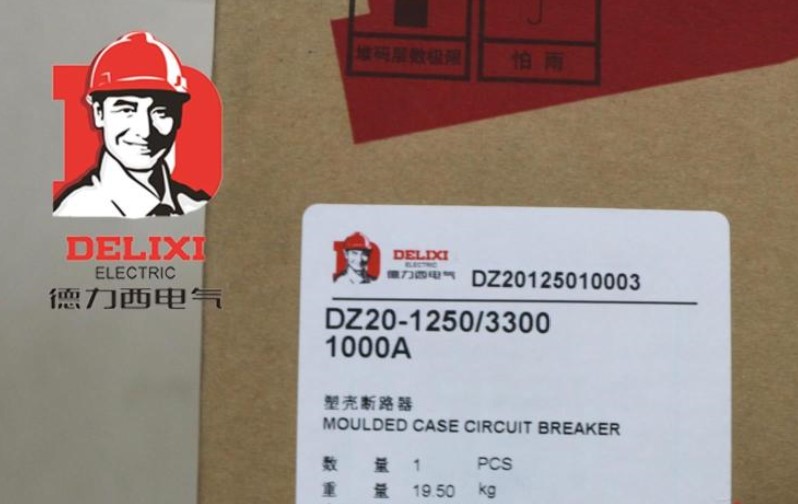 堆码层数极限
怕雨
DELIXI
ELECTRIC
德力西电气
DELIXI
ELECTRIC
德力西电气
DZ20125010003
DZ20-1250/3300
1000A
塑壳断路器
MOULDED CASE CIRCUIT BREAKER
数量 1 PCS
重量 19.50 kg